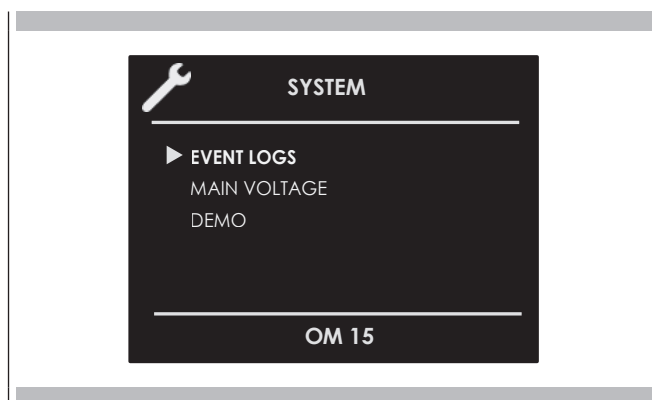 SYSTEM
EVENT LOGS
MAIN VOLTAGE
DEMO
OM 15